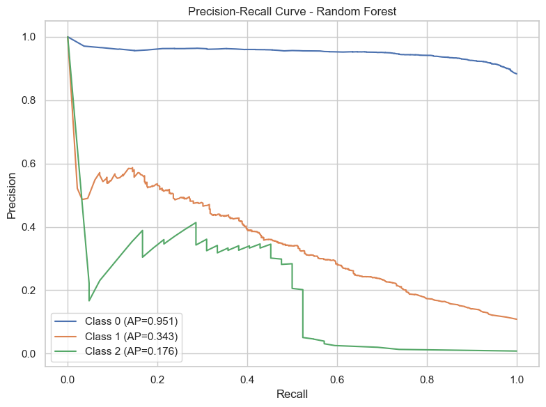 Precision-Recall Curve - Random Forest
1.0
0.8
0.6
0.4
0.2
0.0
Precision
Class 0 (AP=0.951)
Class 1 (AP=0.343)
Class 2 (AP=0.176)
0.0 0.2 0.4 0.6 0.8 1.0
Recall